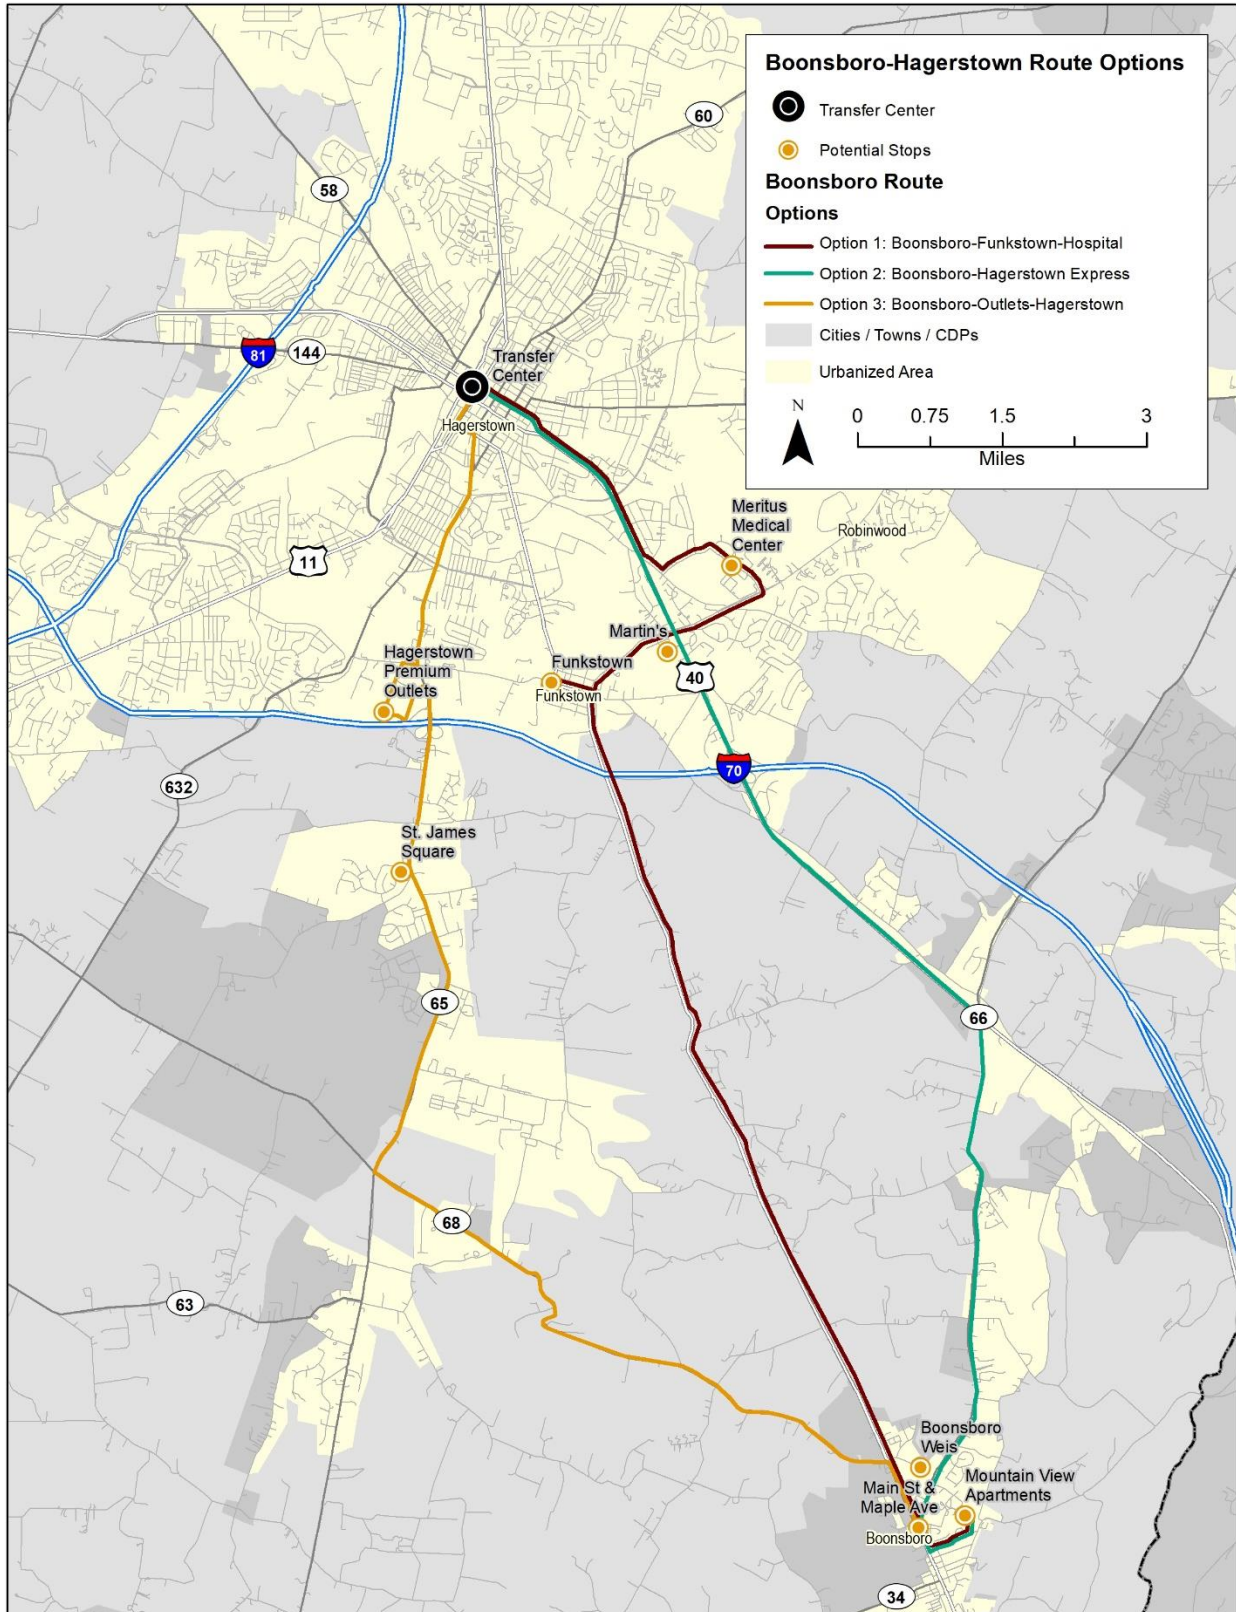 Boonsboro-Hagerstown Route Options
Transfer Center
Potential Stops
Boonsboro Route
Options
Option 1: Boonsboro-Funkstown-Hospital
Option 2: Boonsboro-Hagerstown Express
Option 3: Boonsboro-Outlets-Hagerstown
Cities / Towns / CDPs
Urbanized Area
N
0 0.75 1.5 3
Miles
60
58
81
144
Transfer
Center
Hagerstown
11
Meritus
Medical
Center
Robinwood
Martin's
Hagerstown
Premium
Outlets
Funkstown
Funkstown
40
70
632
St. James
Square
65
66
68
63
Boonsboro
Weis
Main St &
Maple Ave
Mountain View
Apartments
Boonsboro
34